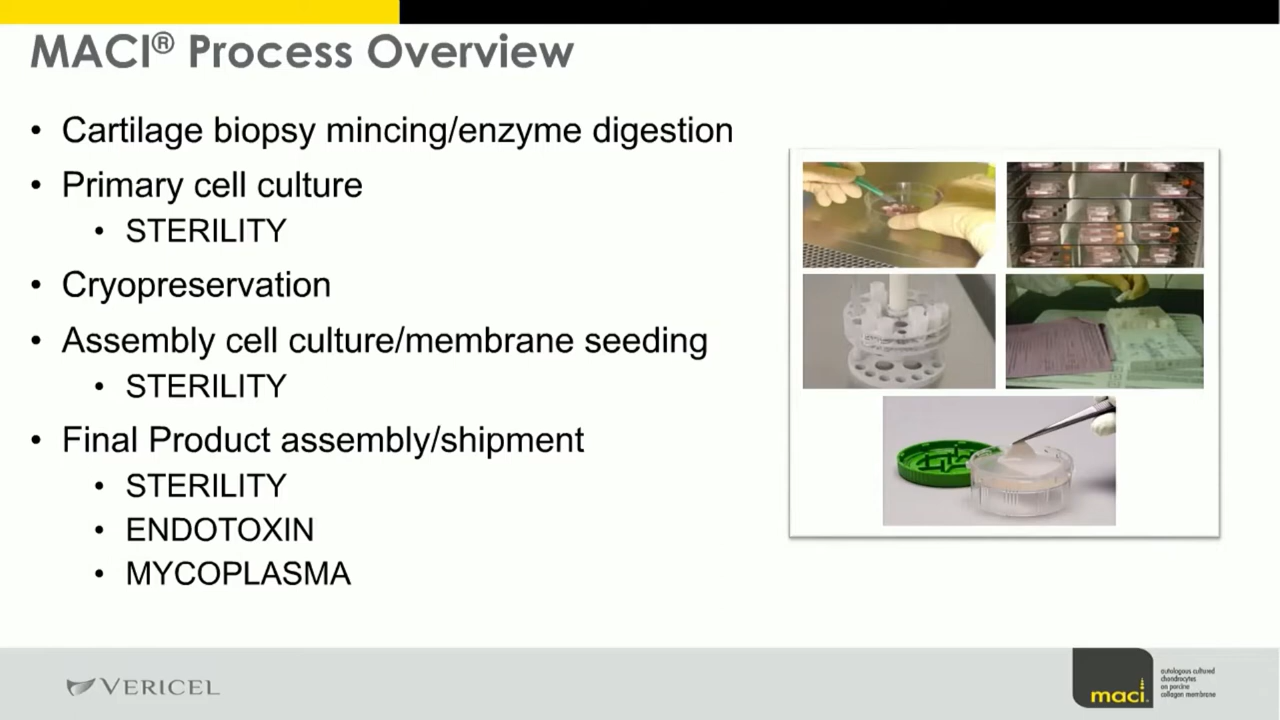 MACI® Process Overview
• Cartilage biopsy mincing/enzyme digestion
• Primary cell culture
• STERILITY
• Cryopreservation
• Assembly cell culture/membrane seeding
• STERILITY
• Final Product assembly/shipment
• STERILITY
• ENDOTOXIN
• MYCOPLASMA
VERICEL
maci.
autologous cultured
chondrocytes
on porcine
collagen membrane